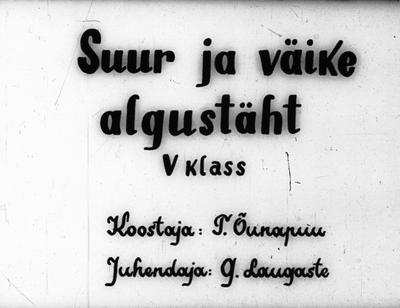 Suur ja väike
algustäht
V klass
Koostaja: T. Õunapuu
Juhendaja: G. Laugaste